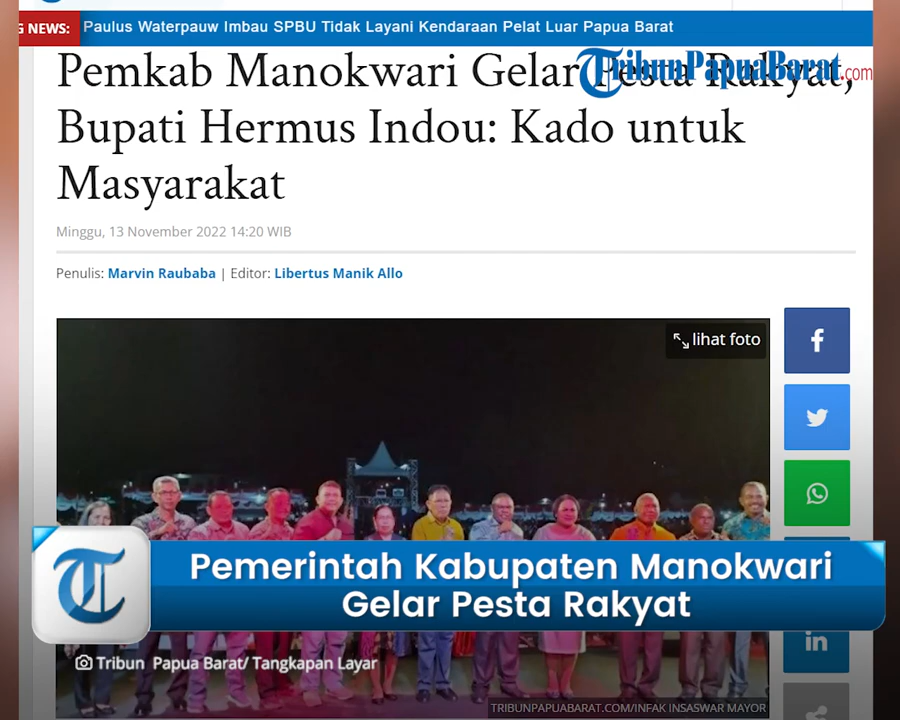 G NEWS: Paulus Waterpauw Imbau SPBU Tidak Layani Kendaraan Pelat Luar Papua Barat
Pemkab Manokwari Gelar Pesta Rakyat,
TribunPapuaBarat.com
Bupati Hermus Indou: Kado untuk
Masyarakat
Minggu, 13 November 2022 14:20 WIB
Penulis: Marvin Raubaba | Editor: Libertus Manik Allo
lihat foto
Pemerintah Kabupaten Manokwari
Gelar Pesta Rakyat
Tribun Papua Barat/ Tangkapan Layar
TRIBUNPAPUABARAT.COM/INFAK INSASWAR MAYOR